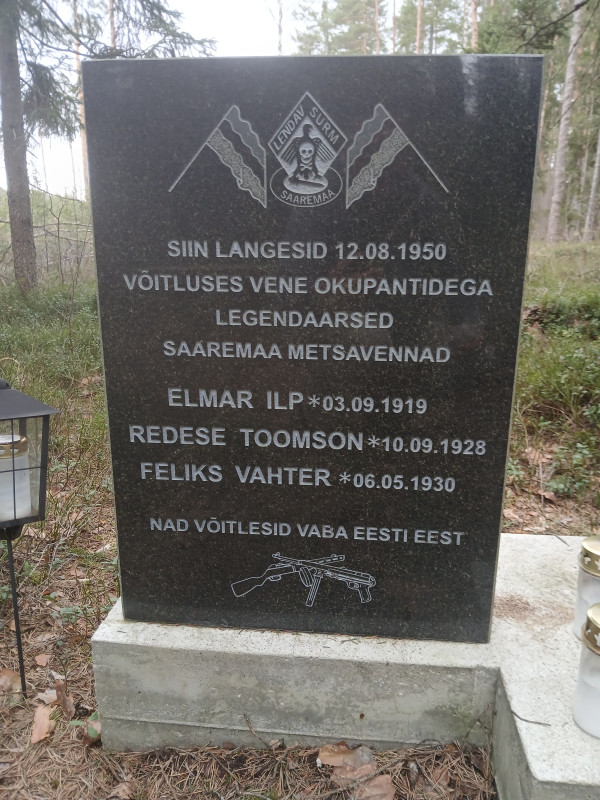 LENDAV SURM
SAAREMAA
SIIN LANGESID 12.08.1950
VÕITLUSES VENE OKUPANTIDEGA
LEGENDAARSED
SAAREMAA METSAVENNAD
ELMAR ILP *03.09.1919
REDESE TOOMSON *10.09.1928
FELIKS VAHTER *06.05.1930
NAD VÕITLESID VABA EESTI EEST